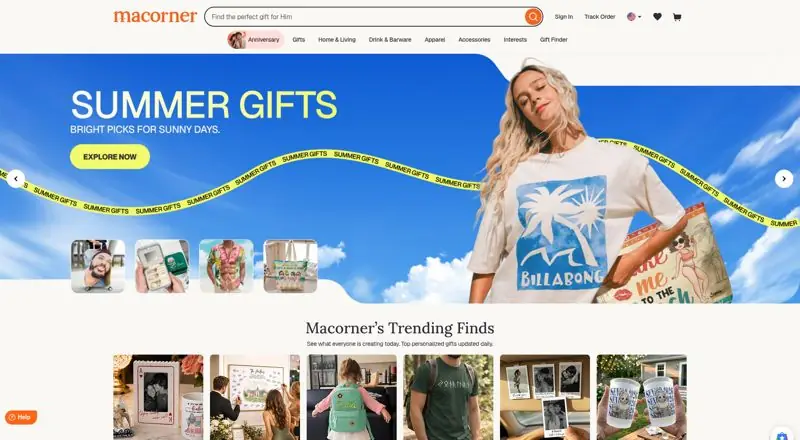 macorner
Find the perfect gift for Him
Sign In
Track Order
Anniversary
Gifts
Home & Living
Drink & Barware
Apparel
Accessories
Interests
Gift Finder
SUMMER GIFTS
BRIGHT PICKS FOR SUNNY DAYS.
EXPLORE NOW
SUMMER GIFTS SUMMER GIFTS SUMMER GIFTS SUMMER GIFTS SUMMER GIFTS SUMMER GIFTS SUMMER GIFTS SUMMER GIFTS SUMMER GIFTS
BILLABONG
SUMMER GIFTS SUMMER GIFTS SUMMER GIFTS SUMMER
me
to the
Macorner's Trending Finds
See what everyone is creating today. Top personalized gifts updated daily.
Help